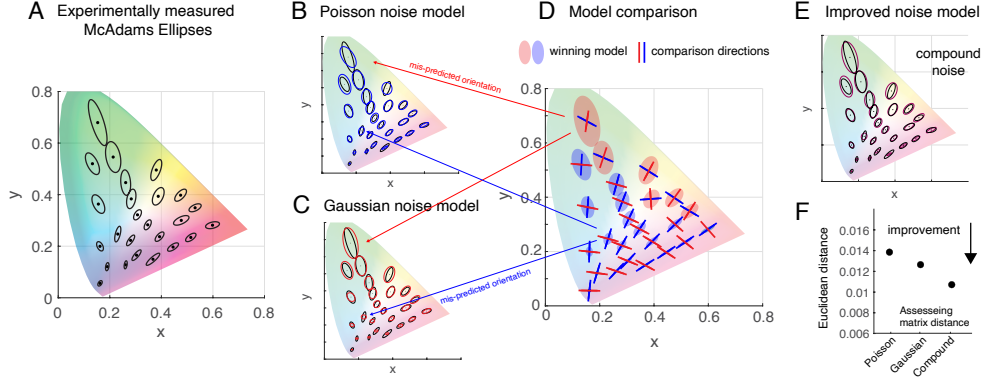 A
Experimentally measured
McAdams Ellipses
0.8
0.6
0.4
0.2
0
y
0
0.2
0.4
0.6
0.8
x
B
Poisson noise model
mis-predicted orientation
y
x
C
Gaussian noise model
mis-predicted orientation
y
x
D
Model comparison
winning model
comparison directions
0.8
0.6
0.4
0.2
0
y
0
0.2
0.4
0.6
0.8
x
E
Improved noise model
compound
noise
y
x
F
0.016
0.014
0.012
0.01
0.008
0.006
Euclidean distance
improvement
Assesseing
matrix distance
Poisson
Gaussian
Compound